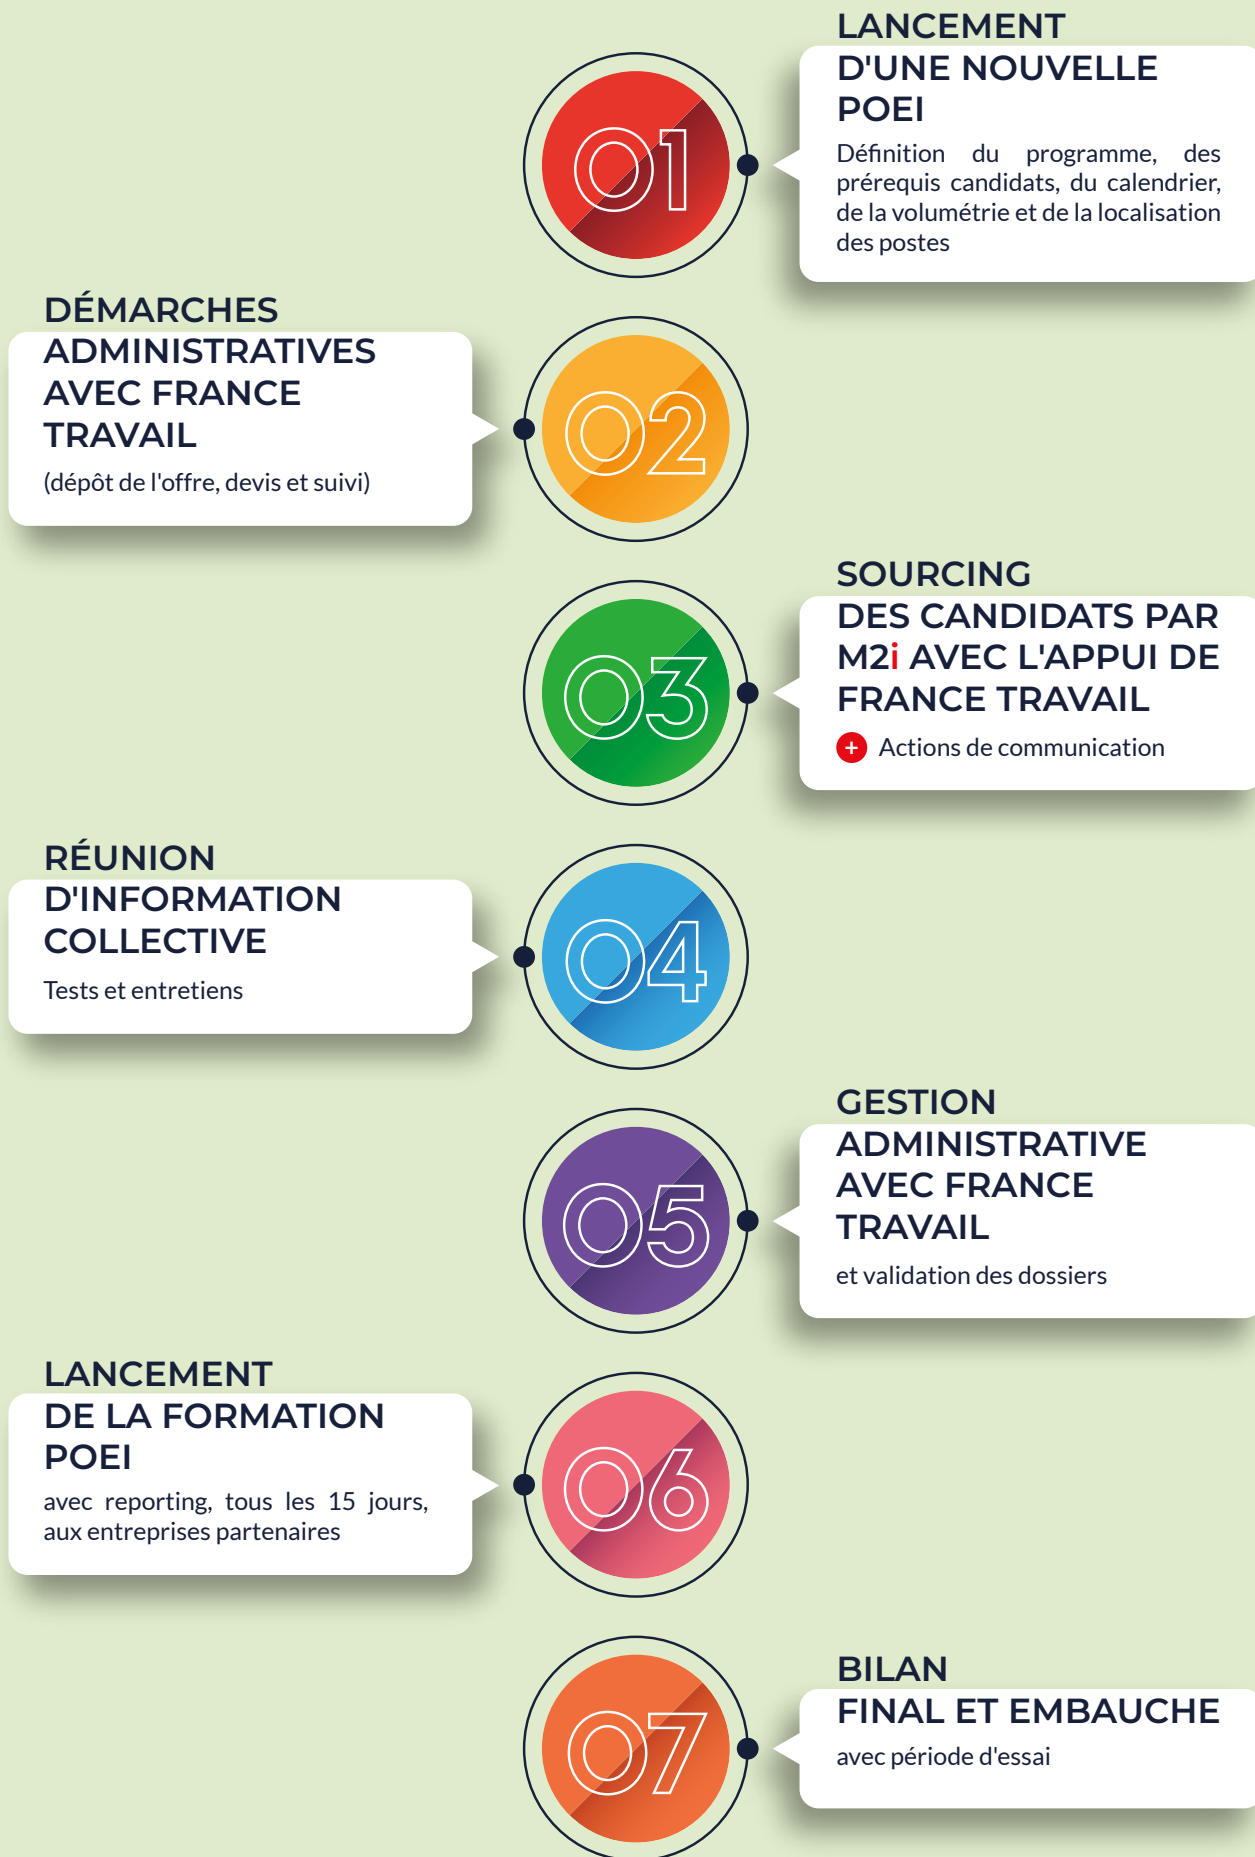 01
LANCEMENT
D'UNE NOUVELLE
POEI
Définition du programme, des
prérequis candidats, du calendrier,
de la volumétrie et de la localisation
des postes
02
DÉMARCHES
ADMINISTRATIVES
AVEC FRANCE
TRAVAIL
(dépôt de l'offre, devis et suivi)
03
SOURCING
DES CANDIDATS PAR
M2i AVEC L'APPUI DE
FRANCE TRAVAIL
+ Actions de communication
04
RÉUNION
D'INFORMATION
COLLECTIVE
Tests et entretiens
05
GESTION
ADMINISTRATIVE
AVEC FRANCE
TRAVAIL
et validation des dossiers
06
LANCEMENT
DE LA FORMATION
POEI
avec reporting, tous les 15 jours,
aux entreprises partenaires
07
BILAN
FINAL ET EMBAUCHE
avec période d'essai